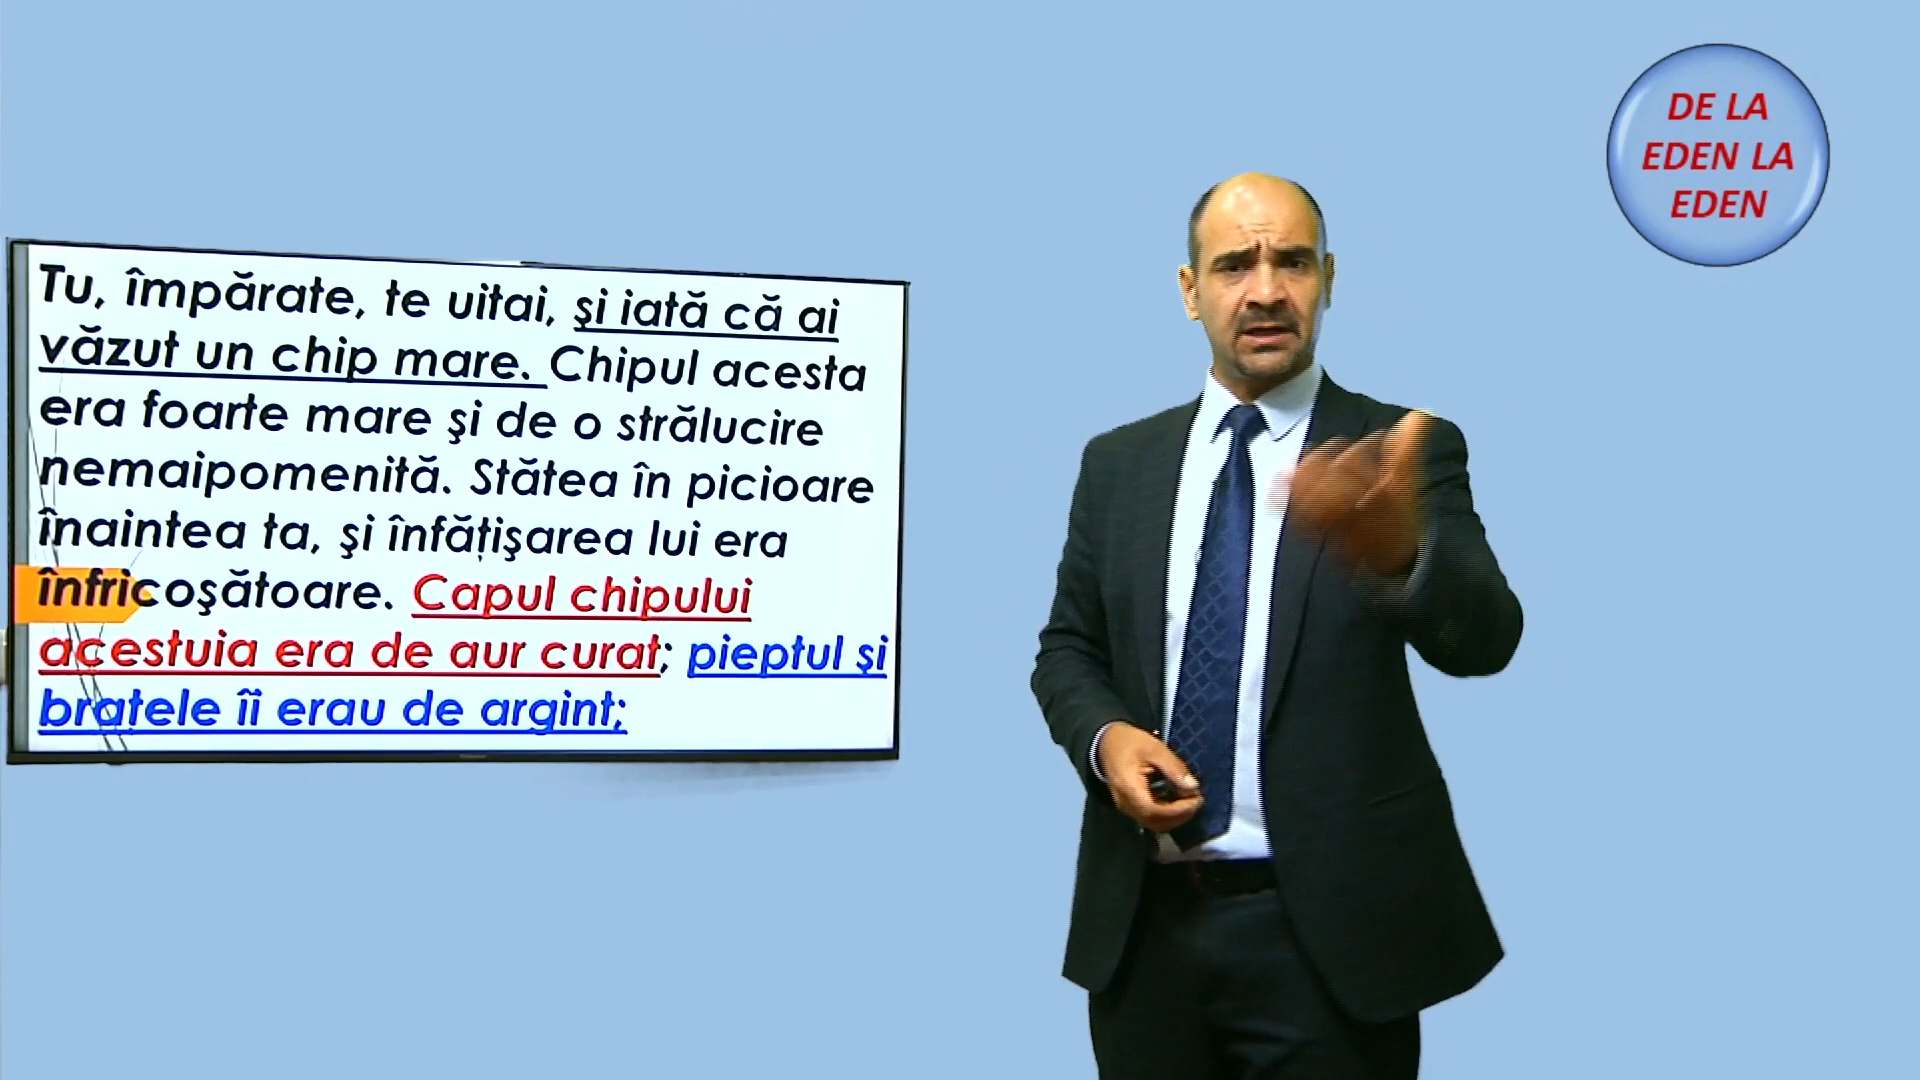 Tu, împărate, te uitai, şi iată că ai
văzut un chip mare. Chipul acesta
era foarte mare şi de o strălucire
nemaipomenită. Stătea în picioare
înaintea ta, şi înfăţişarea lui era
înfricoşătoare. Capul chipului
acestuia era de aur curat; pieptul şi
braţele îi erau de argint;
DE LA
EDEN LA
EDEN